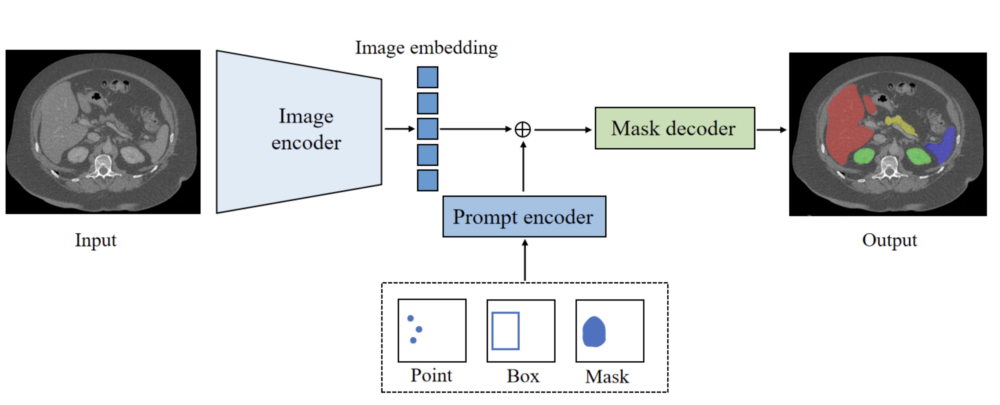 Image embedding
Image
encoder
Mask decoder
Prompt encoder
Input
Output
Point
Box
Mask